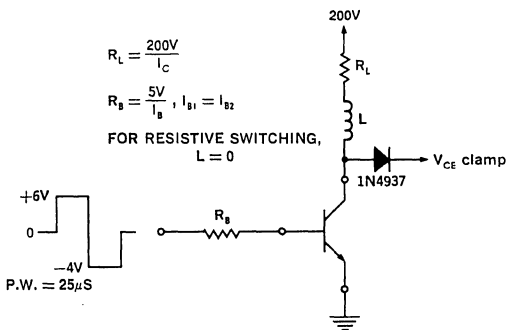 200V
R_L = 200V / I_C
R_L
R_B = 5V / I_B , I_B1 = I_B2
L
FOR RESISTIVE SWITCHING,
L = 0
V_CE clamp
1N4937
+6V
R_B
0
−4V
P.W. = 25μS